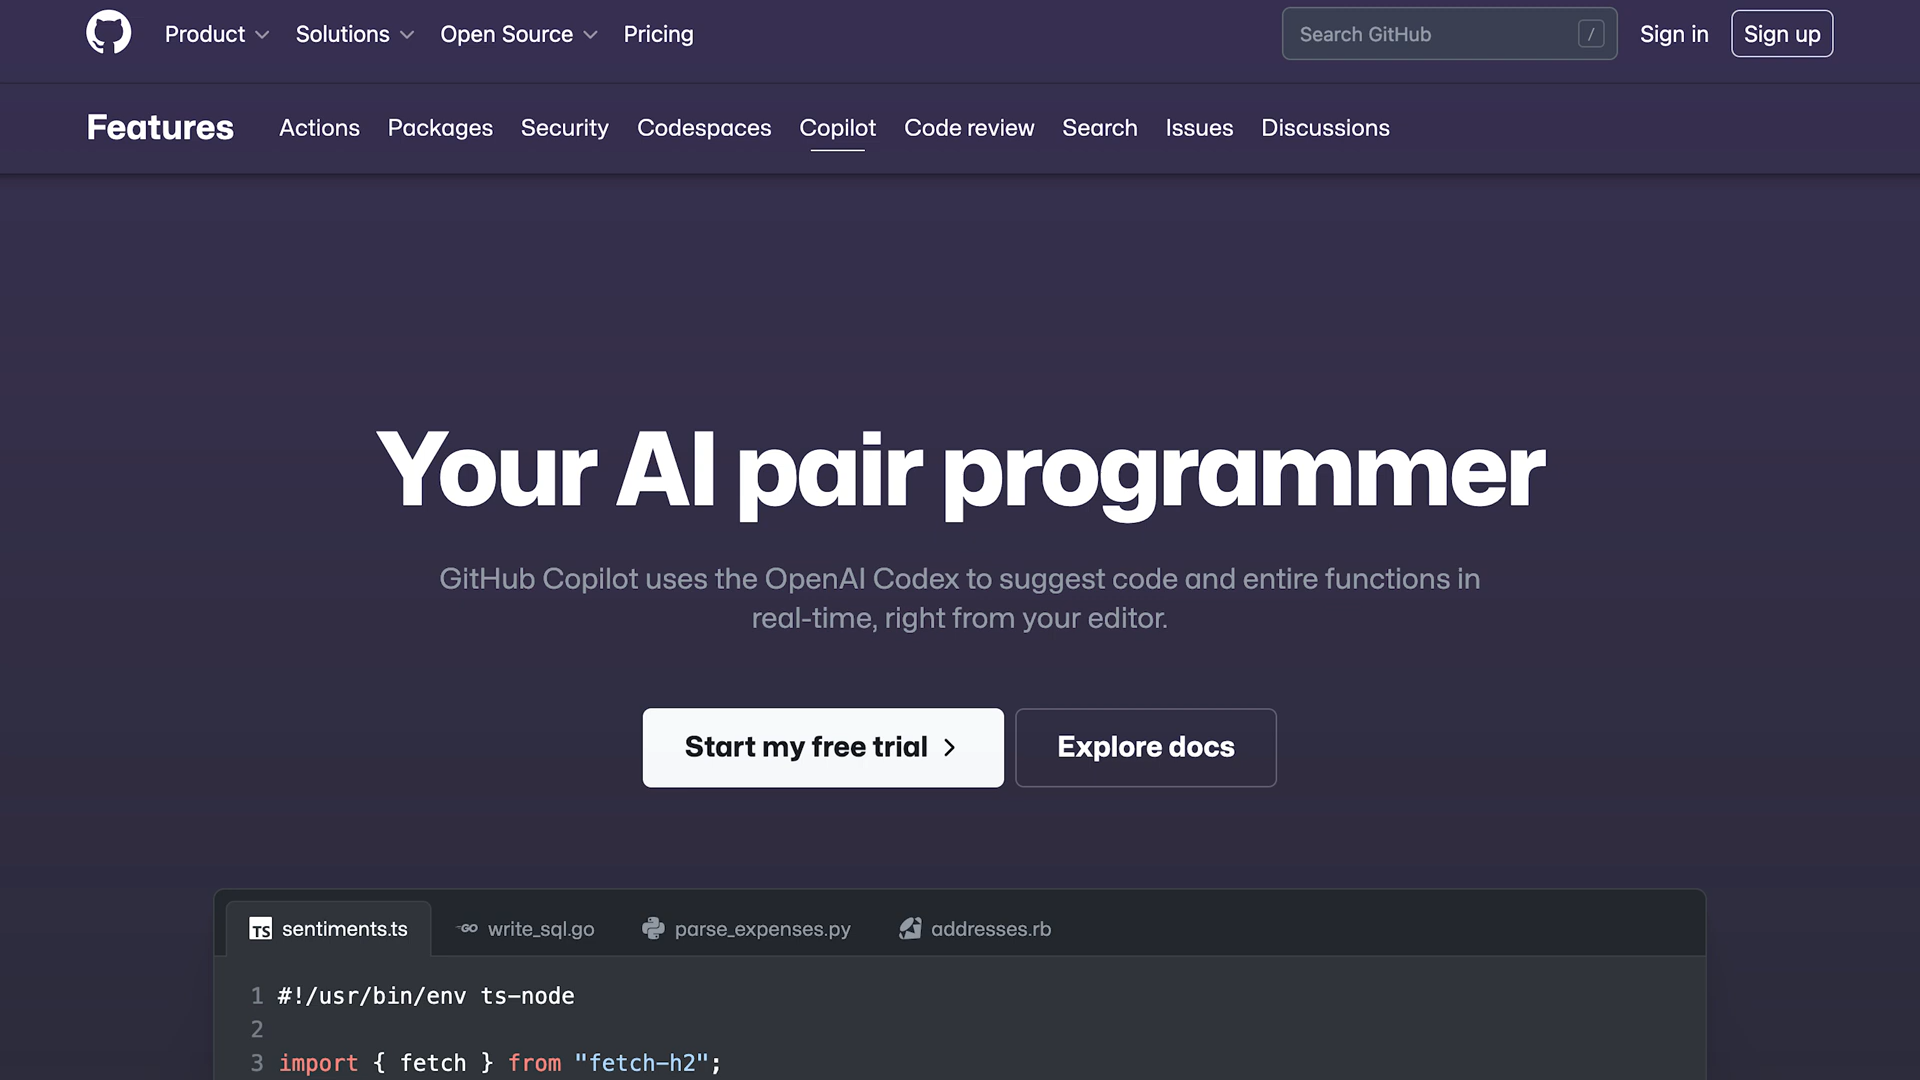 Product Solutions Open Source Pricing Search GitHub / Sign in Sign up
Features Actions Packages Security Codespaces Copilot Code review Search Issues Discussions
Your AI pair programmer
GitHub Copilot uses the OpenAI Codex to suggest code and entire functions in
real-time, right from your editor.
Start my free trial Explore docs
TS sentiments.ts GO write_sql.go parse_expenses.py addresses.rb
1 #!/usr/bin/env ts-node
2
3 import { fetch } from "fetch-h2";